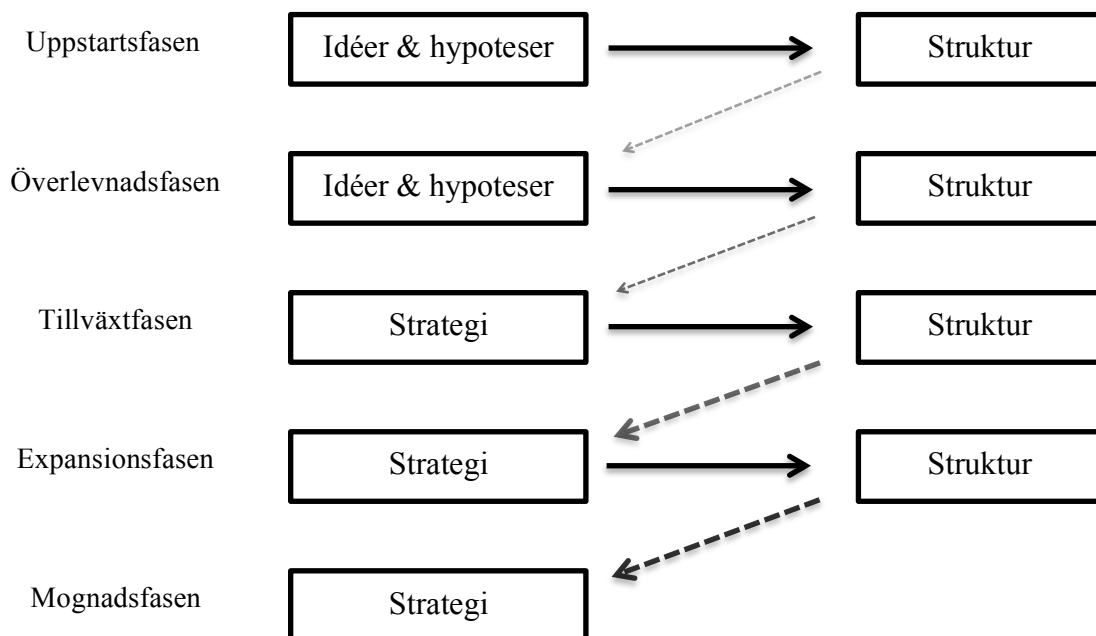 Uppstartsfasen
Idéer & hypoteser
Struktur
Överlevnadsfasen
Idéer & hypoteser
Struktur
Tillväxtfasen
Strategi
Struktur
Expansionsfasen
Strategi
Struktur
Mognadsfasen
Strategi